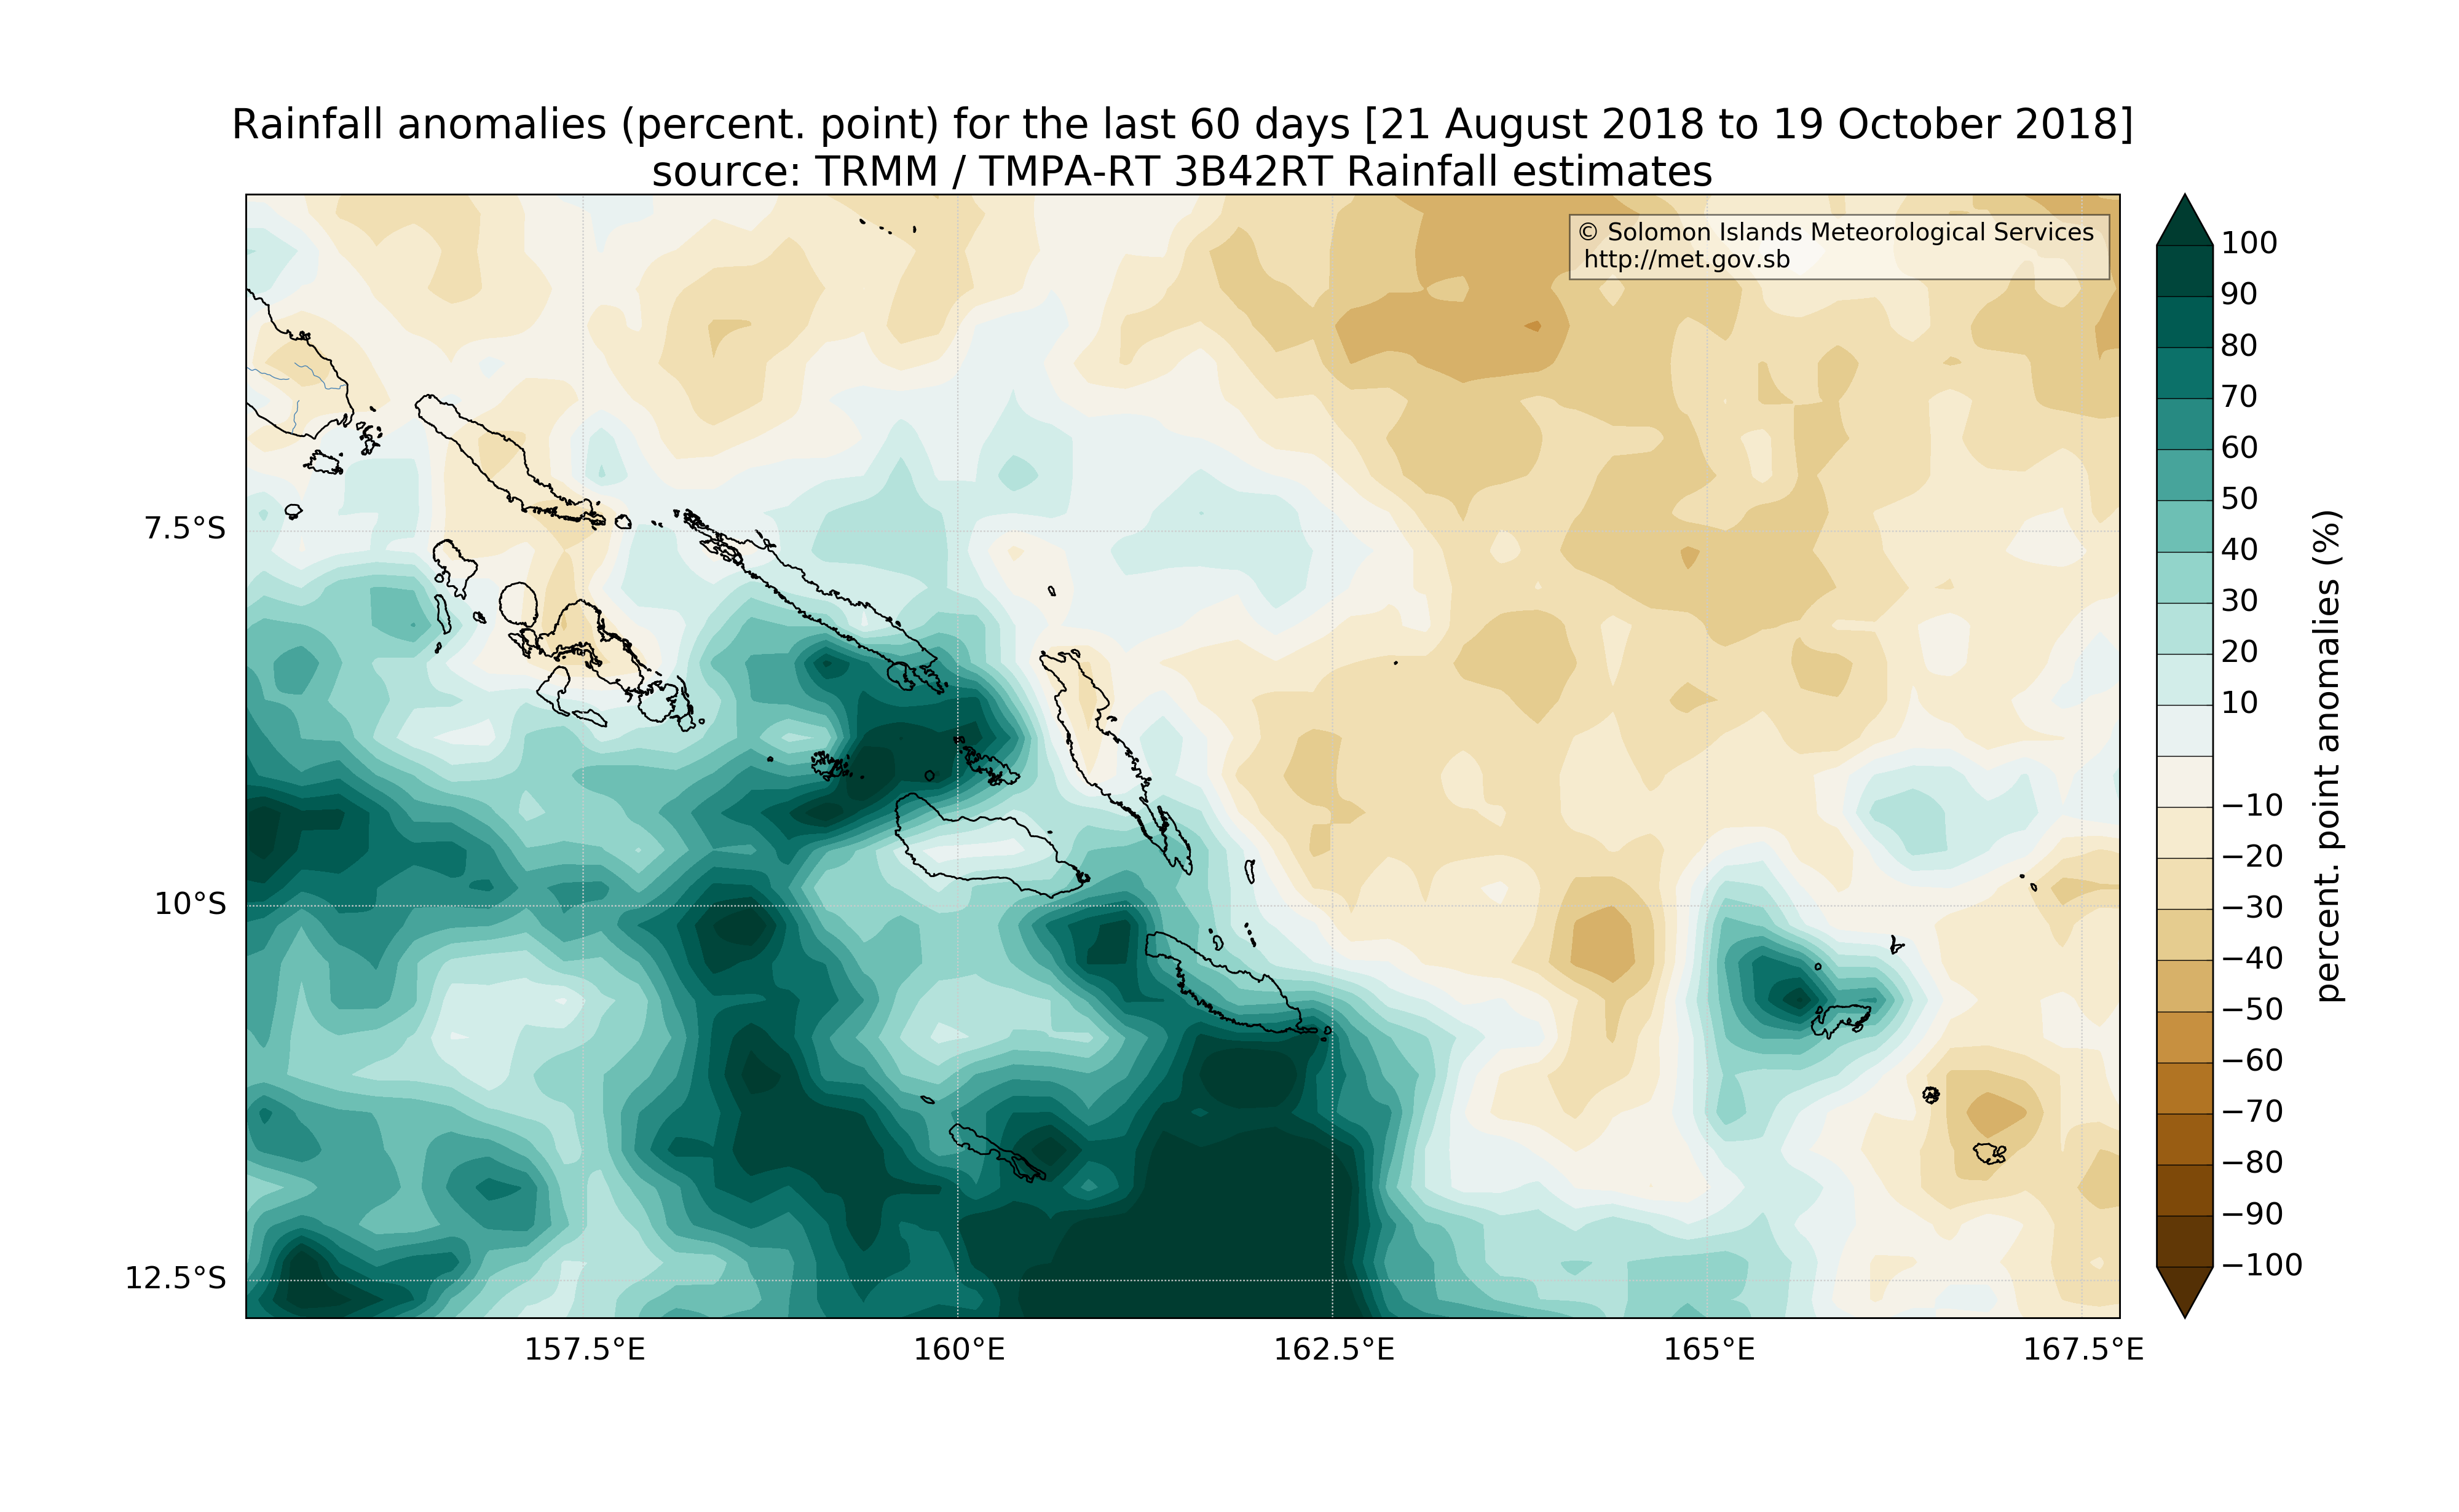 Rainfall anomalies (percent. point) for the last 60 days [21 August 2018 to 19 October 2018]
source: TRMM / TMPA-RT 3B42RT Rainfall estimates
© Solomon Islands Meteorological Services
http://met.gov.sb
7.5°S
10°S
12.5°S
157.5°E
160°E
162.5°E
165°E
167.5°E
100
90
80
70
60
50
40
30
20
10
−10
−20
−30
−40
−50
−60
−70
−80
−90
−100
percent. point anomalies (%)